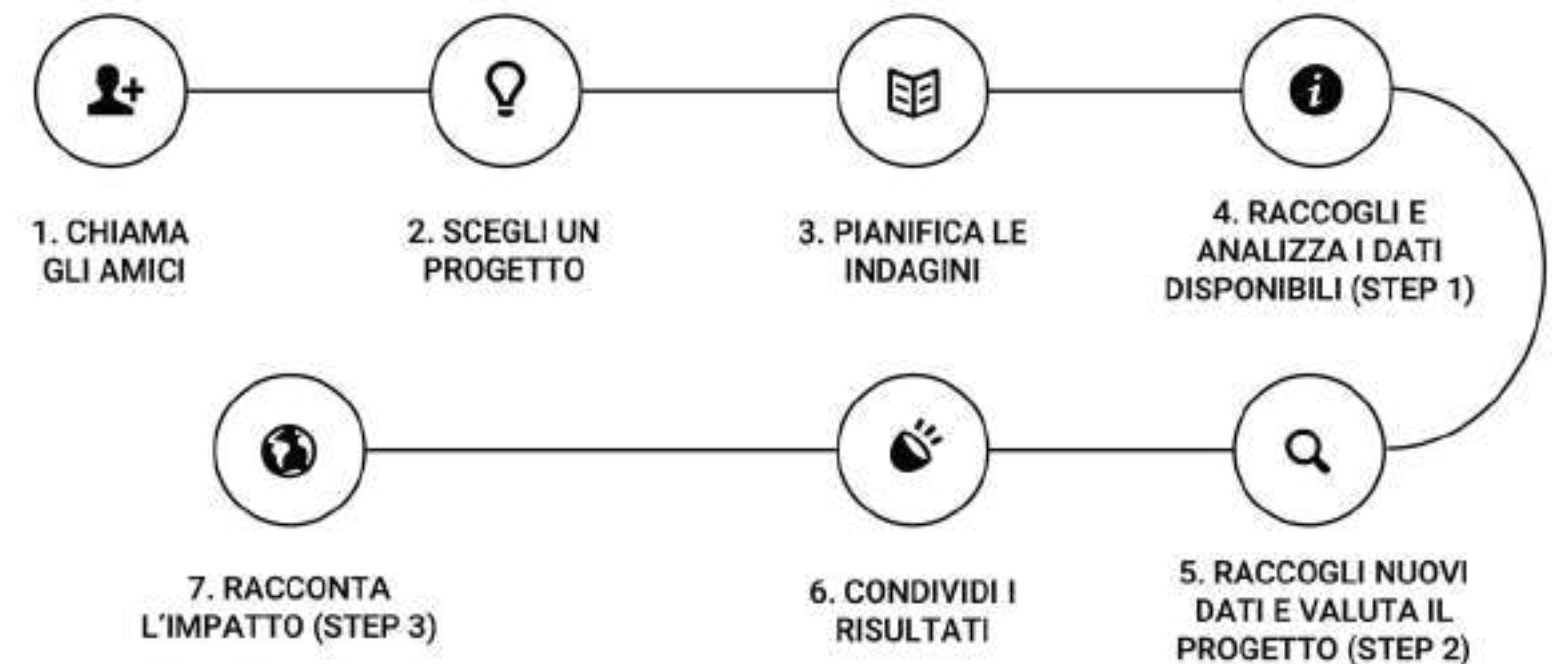 1. CHIAMA
GLI AMICI
2. SCEGLI UN
PROGETTO
3. PIANIFICA LE
INDAGINI
4. RACCOGLI E
ANALIZZA I DATI
DISPONIBILI (STEP 1)
5. RACCOGLI NUOVI
DATI E VALUTA IL
PROGETTO (STEP 2)
6. CONDIVIDI I
RISULTATI
7. RACCONTA
L'IMPATTO (STEP 3)